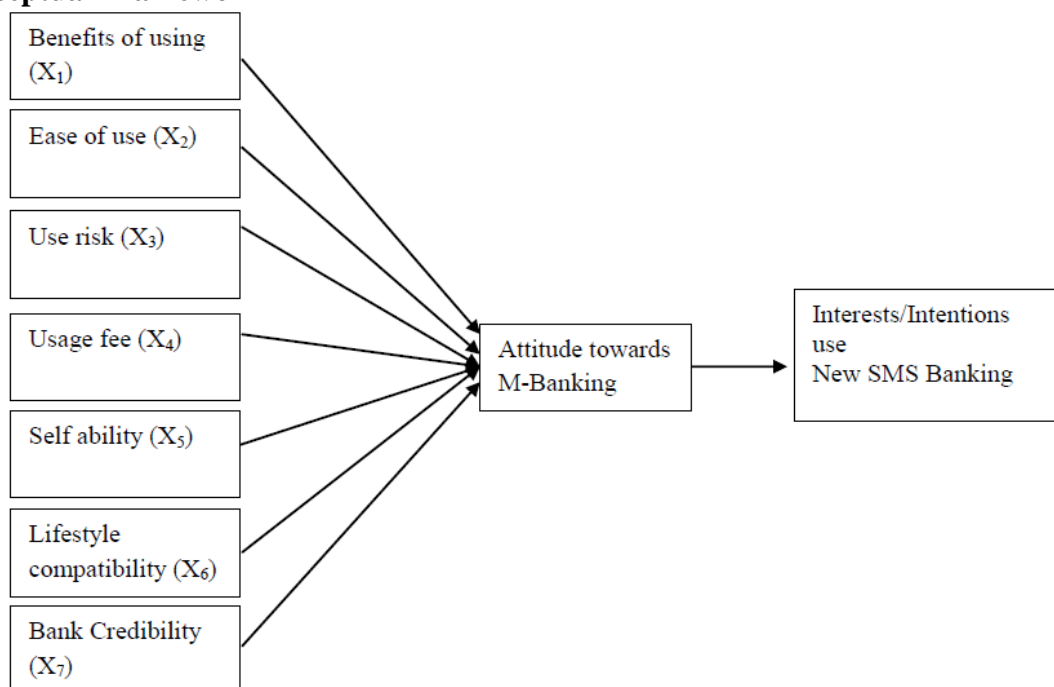 Benefits of using
(X₁)
Ease of use (X₂)
Use risk (X₃)
Usage fee (X₄)
Self ability (X₅)
Lifestyle
compatibility (X₆)
Bank Credibility
(X₇)
Attitude towards
M-Banking
Interests/Intentions
use
New SMS Banking